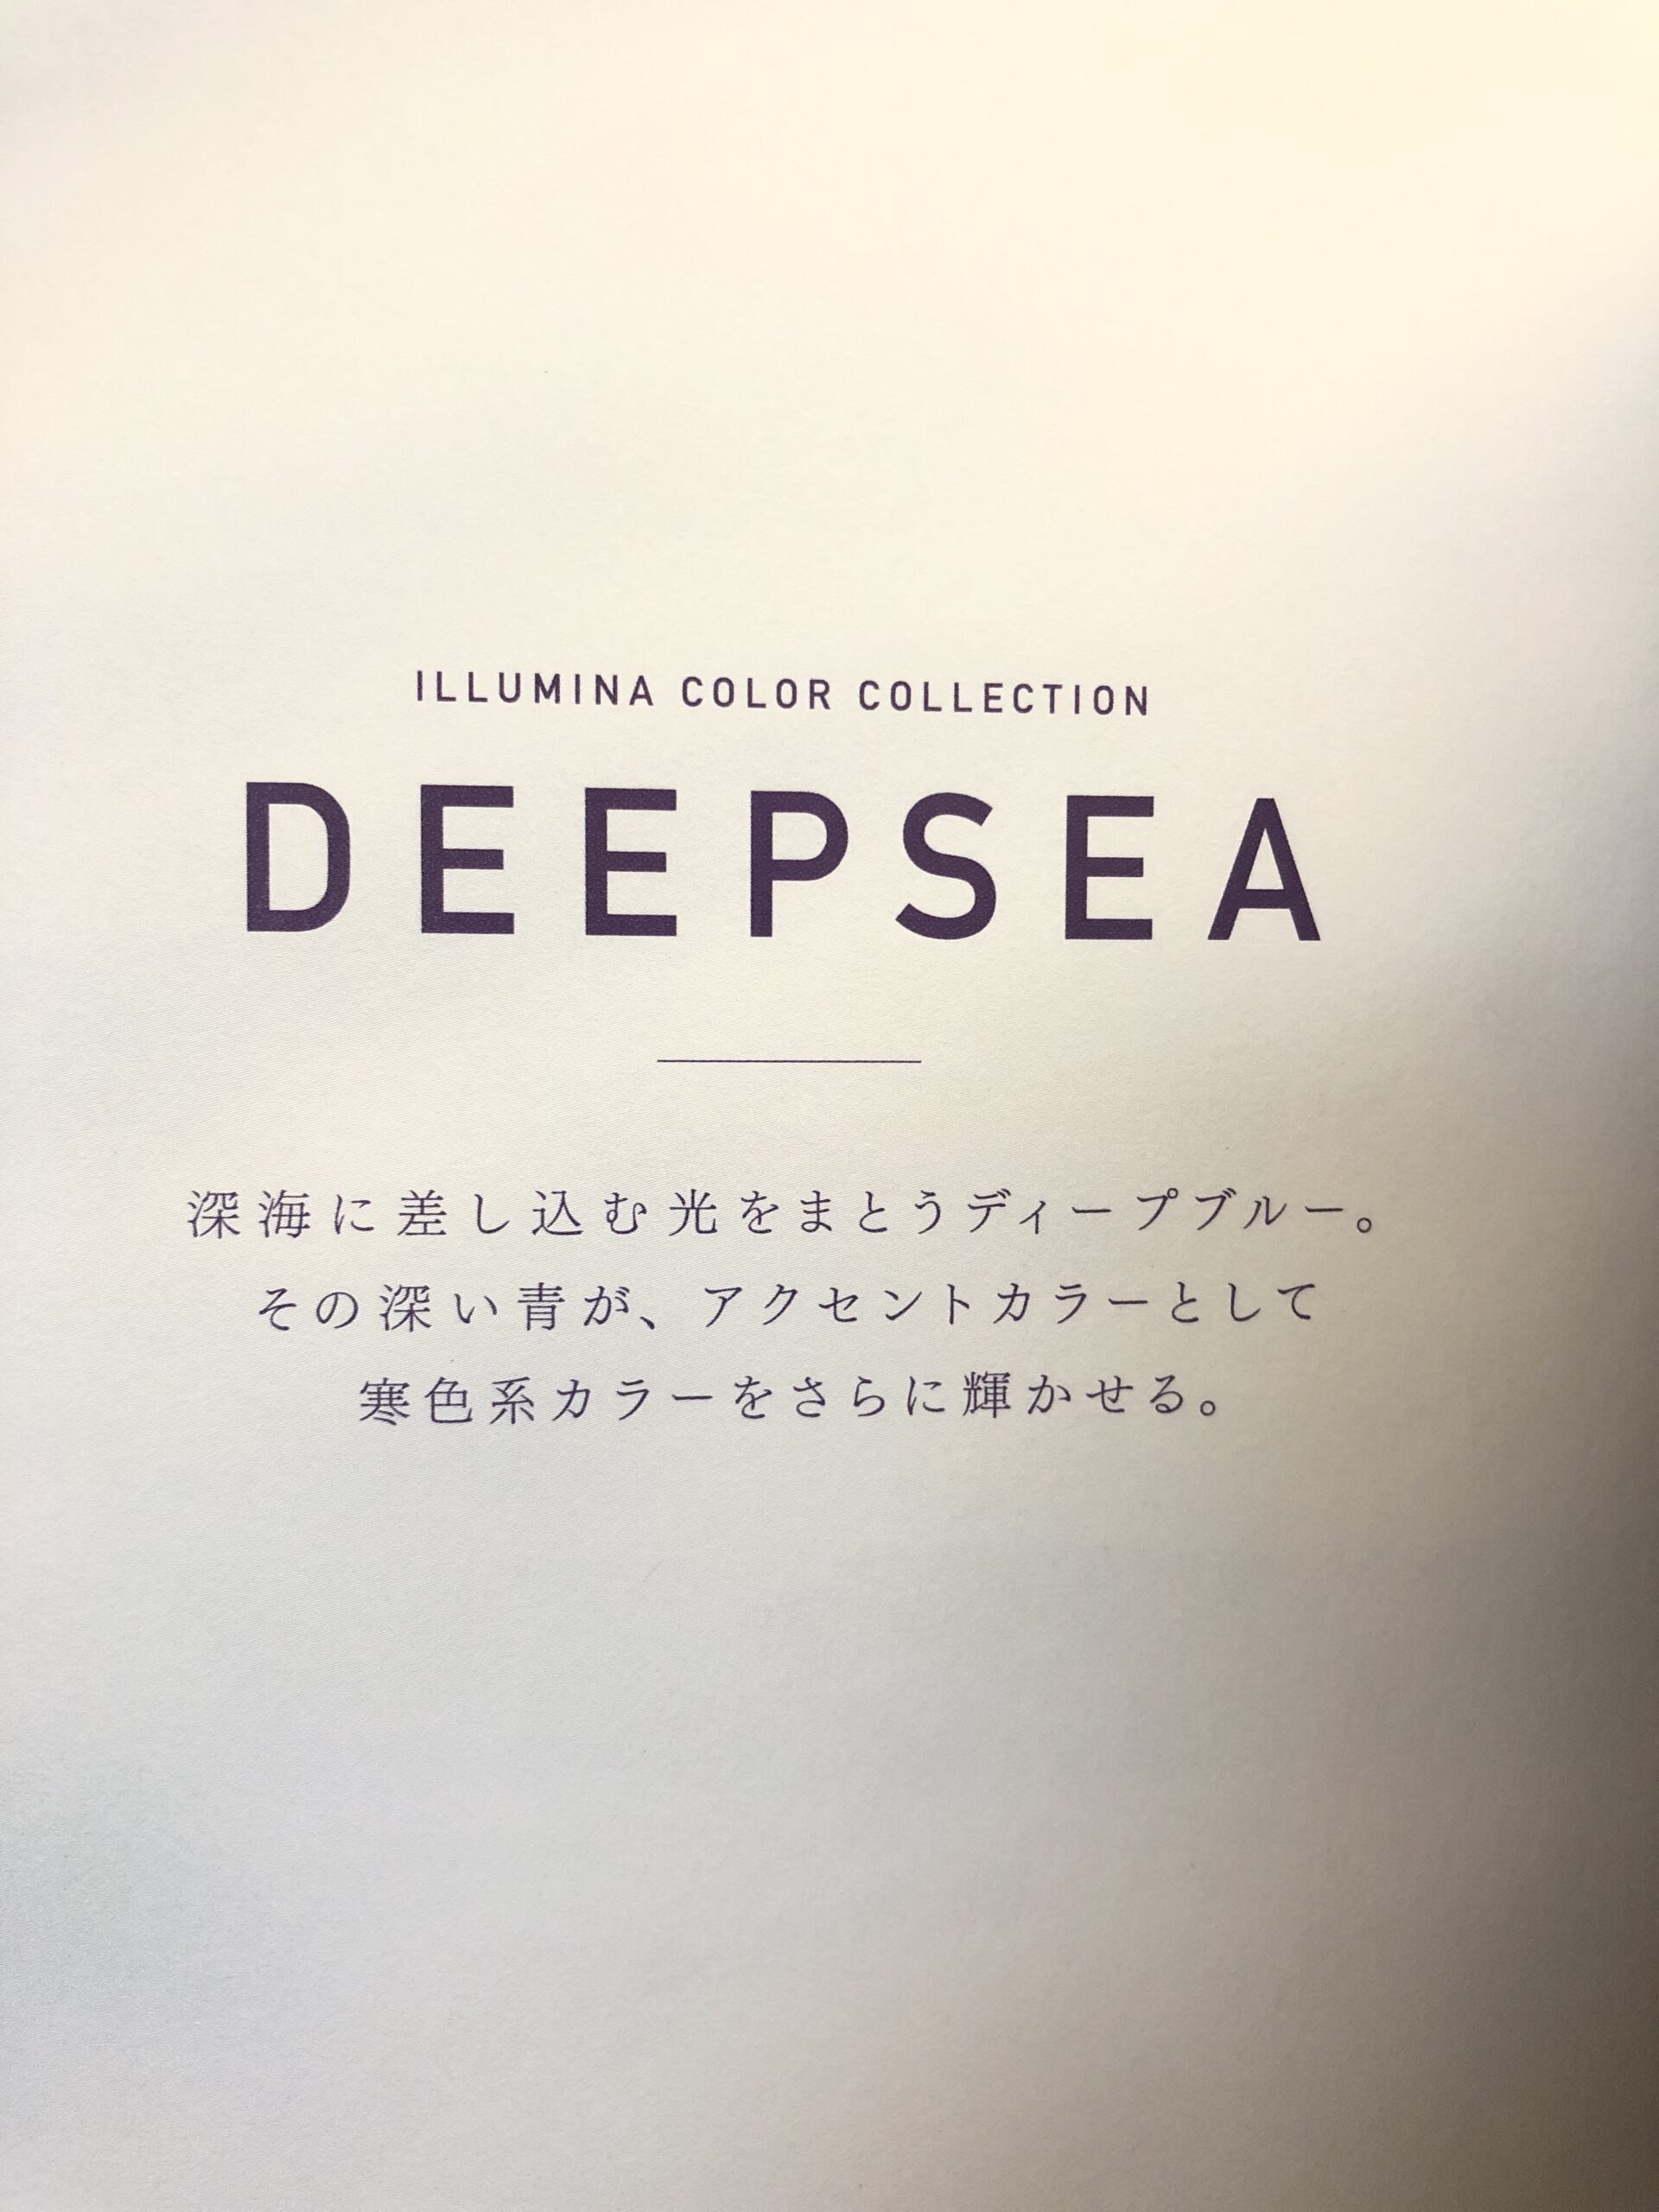 ILLUMINA COLOR COLLECTION
DEEPSEA
深海に差し込む光をまとうディープブルー。
その深い青が、アクセントカラーとして
寒色系カラーをさらに輝かせる。